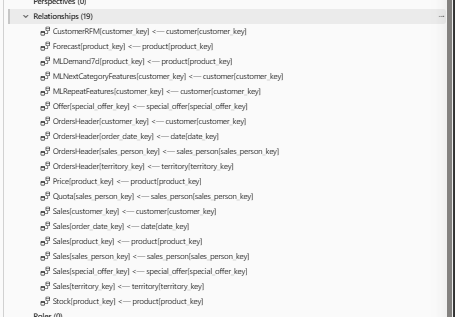 Perspectives (0)
Relationships (19)
...
CustomerRFM[customer_key] <— customer[customer_key]
Forecast[product_key] <— product[product_key]
MLDemand7d[product_key] <— product[product_key]
MLNextCategoryFeatures[customer_key] <— customer[customer_key]
MLRepeatFeatures[customer_key] <— customer[customer_key]
Offer[special_offer_key] <— special_offer[special_offer_key]
OrdersHeader[customer_key] <— customer[customer_key]
OrdersHeader[order_date_key] <— date[date_key]
OrdersHeader[sales_person_key] <— sales_person[sales_person_key]
OrdersHeader[territory_key] <— territory[territory_key]
Price[product_key] <— product[product_key]
Quota[sales_person_key] <— sales_person[sales_person_key]
Sales[customer_key] <— customer[customer_key]
Sales[order_date_key] <— date[date_key]
Sales[product_key] <— product[product_key]
Sales[sales_person_key] <— sales_person[sales_person_key]
Sales[special_offer_key] <— special_offer[special_offer_key]
Sales[territory_key] <— territory[territory_key]
Stock[product_key] <— product[product_key]
Roles (0)